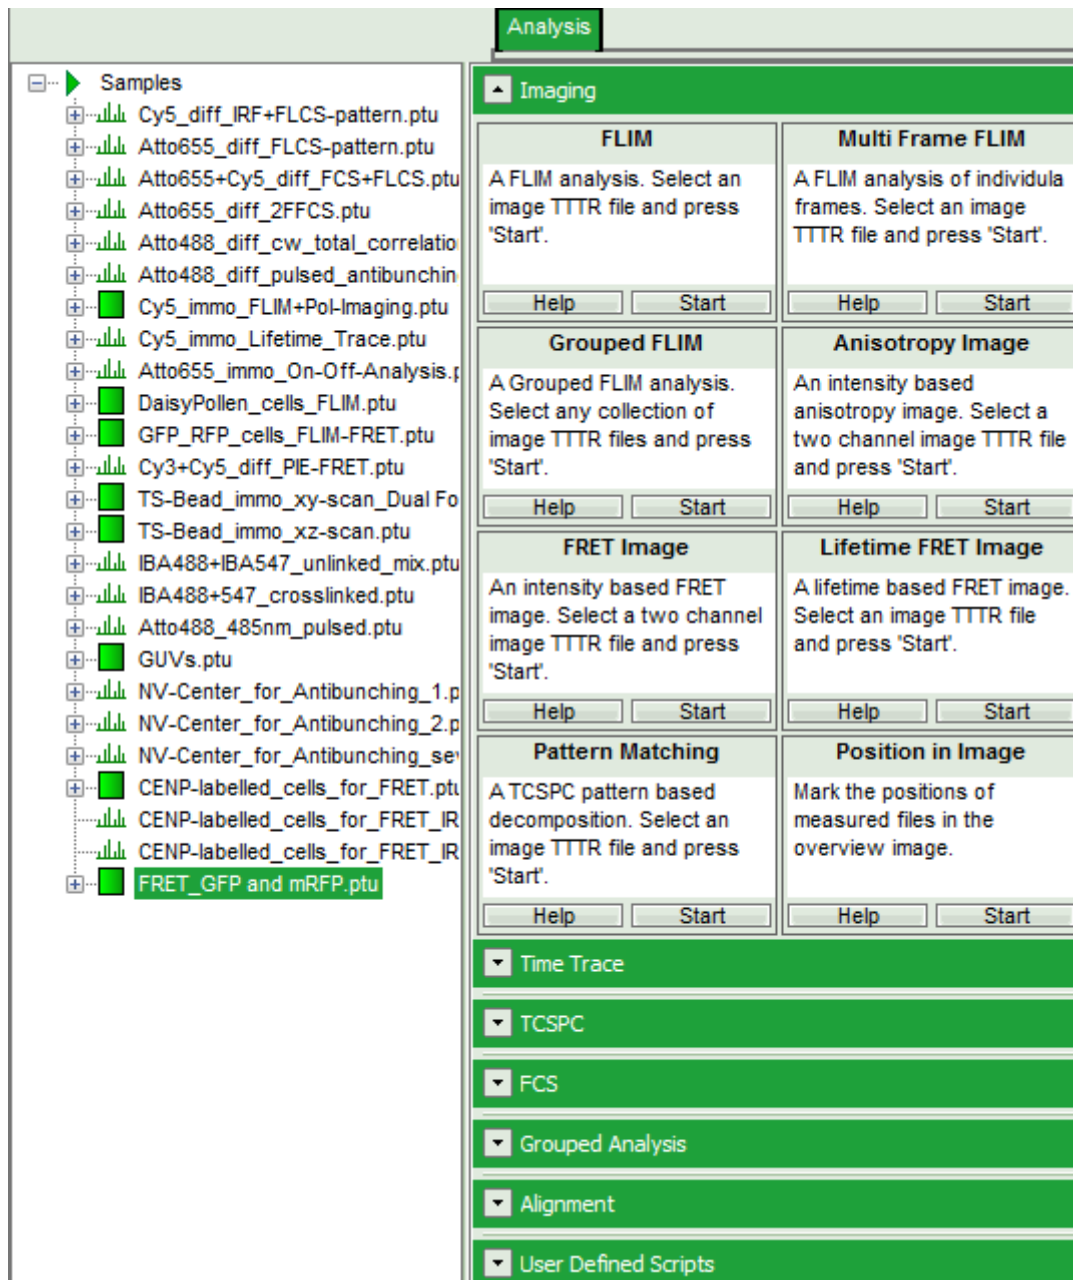 Analysis
Samples
Cy5_diff_IRF+FLCS-pattern.ptu
Atto655_diff_FLCS-pattern.ptu
Atto655+Cy5_diff_FCS+FLCS.ptu
Atto655_diff_2FFCS.ptu
Atto488_diff_cw_total_correlatio
Atto488_diff_pulsed_antibunchin
Cy5_immo_FLIM+Pol-Imaging.ptu
Cy5_immo_Lifetime_Trace.ptu
Atto655_immo_On-Off-Analysis.p
DaisyPollen_cells_FLIM.ptu
GFP_RFP_cells_FLIM-FRET.ptu
Cy3+Cy5_diff_PIE-FRET.ptu
TS-Bead_immo_xy-scan_Dual Fo
TS-Bead_immo_xz-scan.ptu
IBA488+IBA547_unlinked_mix.ptu
IBA488+547_crosslinked.ptu
Atto488_485nm_pulsed.ptu
GUVs.ptu
NV-Center_for_Antibunching_1.p
NV-Center_for_Antibunching_2.p
NV-Center_for_Antibunching_sev
CENP-labelled_cells_for_FRET.ptu
CENP-labelled_cells_for_FRET_IR
CENP-labelled_cells_for_FRET_IR
FRET_GFP and mRFP.ptu
Imaging
FLIM
A FLIM analysis. Select an
image TTTR file and press
'Start'.
Help Start
Multi Frame FLIM
A FLIM analysis of individula
frames. Select an image
TTTR file and press 'Start'.
Help Start
Grouped FLIM
A Grouped FLIM analysis.
Select any collection of
image TTTR files and press
'Start'.
Help Start
Anisotropy Image
An intensity based
anisotropy image. Select a
two channel image TTTR file
and press 'Start'.
Help Start
FRET Image
An intensity based FRET
image. Select a two channel
image TTTR file and press
'Start'.
Help Start
Lifetime FRET Image
A lifetime based FRET image.
Select an image TTTR file
and press 'Start'.
Help Start
Pattern Matching
A TCSPC pattern based
decomposition. Select an
image TTTR file and press
'Start'.
Help Start
Position in Image
Mark the positions of
measured files in the
overview image.
Help Start
Time Trace
TCSPC
FCS
Grouped Analysis
Alignment
User Defined Scripts